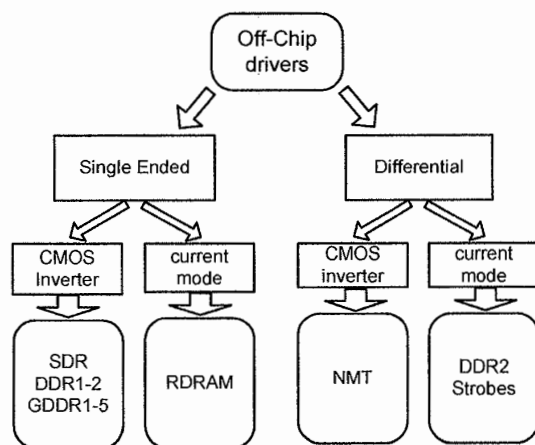 Off-Chip
drivers
Single Ended
Differential
CMOS
Inverter
current
mode
CMOS
inverter
current
mode
SDR
DDR1-2
GDDR1-5
RDRAM
NMT
DDR2
Strobes